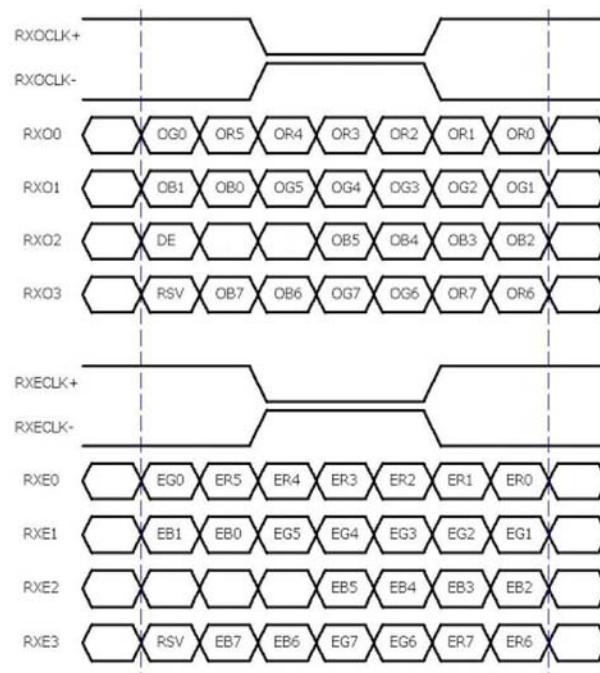 RXOCLK+
RXOCLK-
RXO0 OG0 OR5 OR4 OR3 OR2 OR1 OR0
RXO1 OB1 OB0 OG5 OG4 OG3 OG2 OG1
RXO2 DE OB5 OB4 OB3 OB2
RXO3 RSV OB7 OB6 OG7 OG6 OR7 OR6
RXECLK+
RXECLK-
RXE0 EG0 ER5 ER4 ER3 ER2 ER1 ER0
RXE1 EB1 EB0 EG5 EG4 EG3 EG2 EG1
RXE2 EB5 EB4 EB3 EB2
RXE3 RSV EB7 EB6 EG7 EG6 ER7 ER6